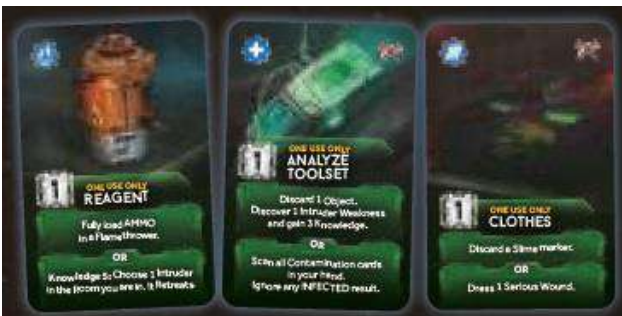 1
ONE USE ONLY
REAGENT
Fully load AMMO
in a Flamethrower.
OR
Knowledge 5: Choose 1 Intruder
in the Room you are in. It Retreats
1
ONE USE ONLY
ANALYZE
TOOLSET
Discard 1 Object.
Discover 1 Intruder Weakness
and gain 3 Knowledge.
OR
Scan all Contamination cards
in your hand.
Ignore any INFECTED result.
1
ONE USE ONLY
CLOTHES
Discard a Slime marker.
OR
Dress 1 Serious Wound.